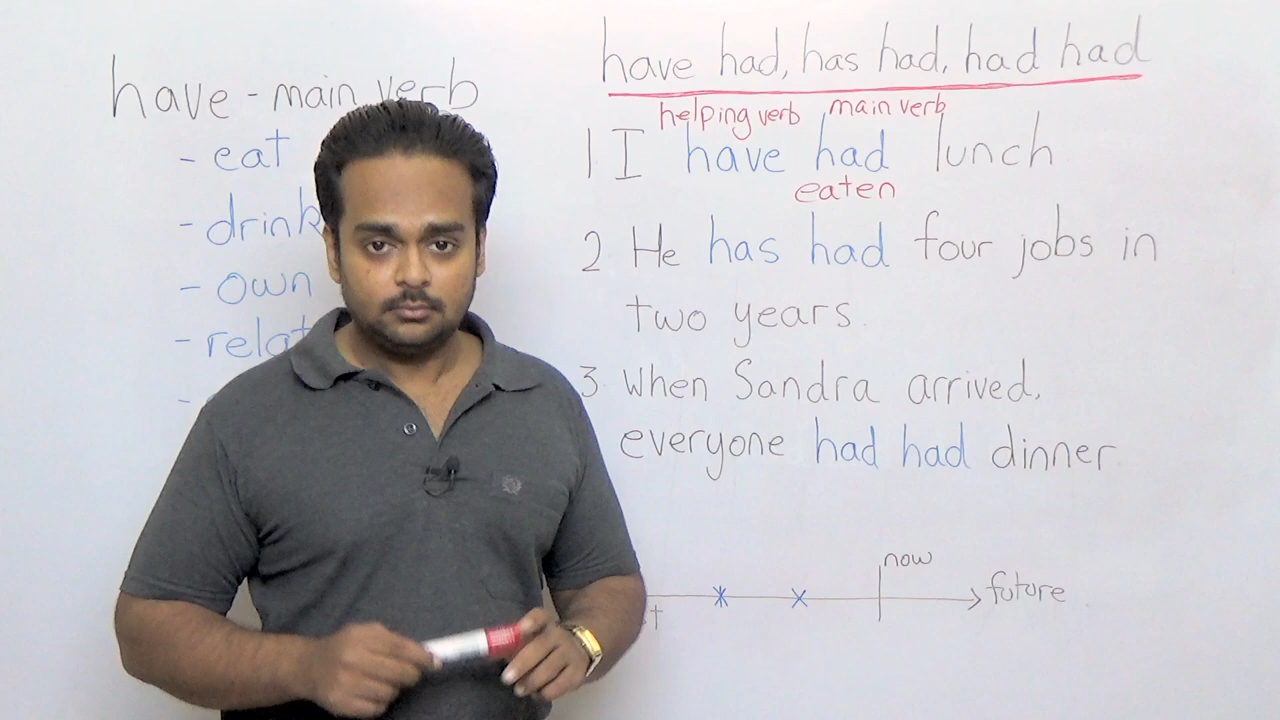 have - main verb
- eat
- drink
- own
-
-
have had, has had, had had
helping verb main verb
1 I have had lunch
eaten
2 He has had four jobs in
two years.
3 When Sandra arrived,
everyone had had dinner
now
future